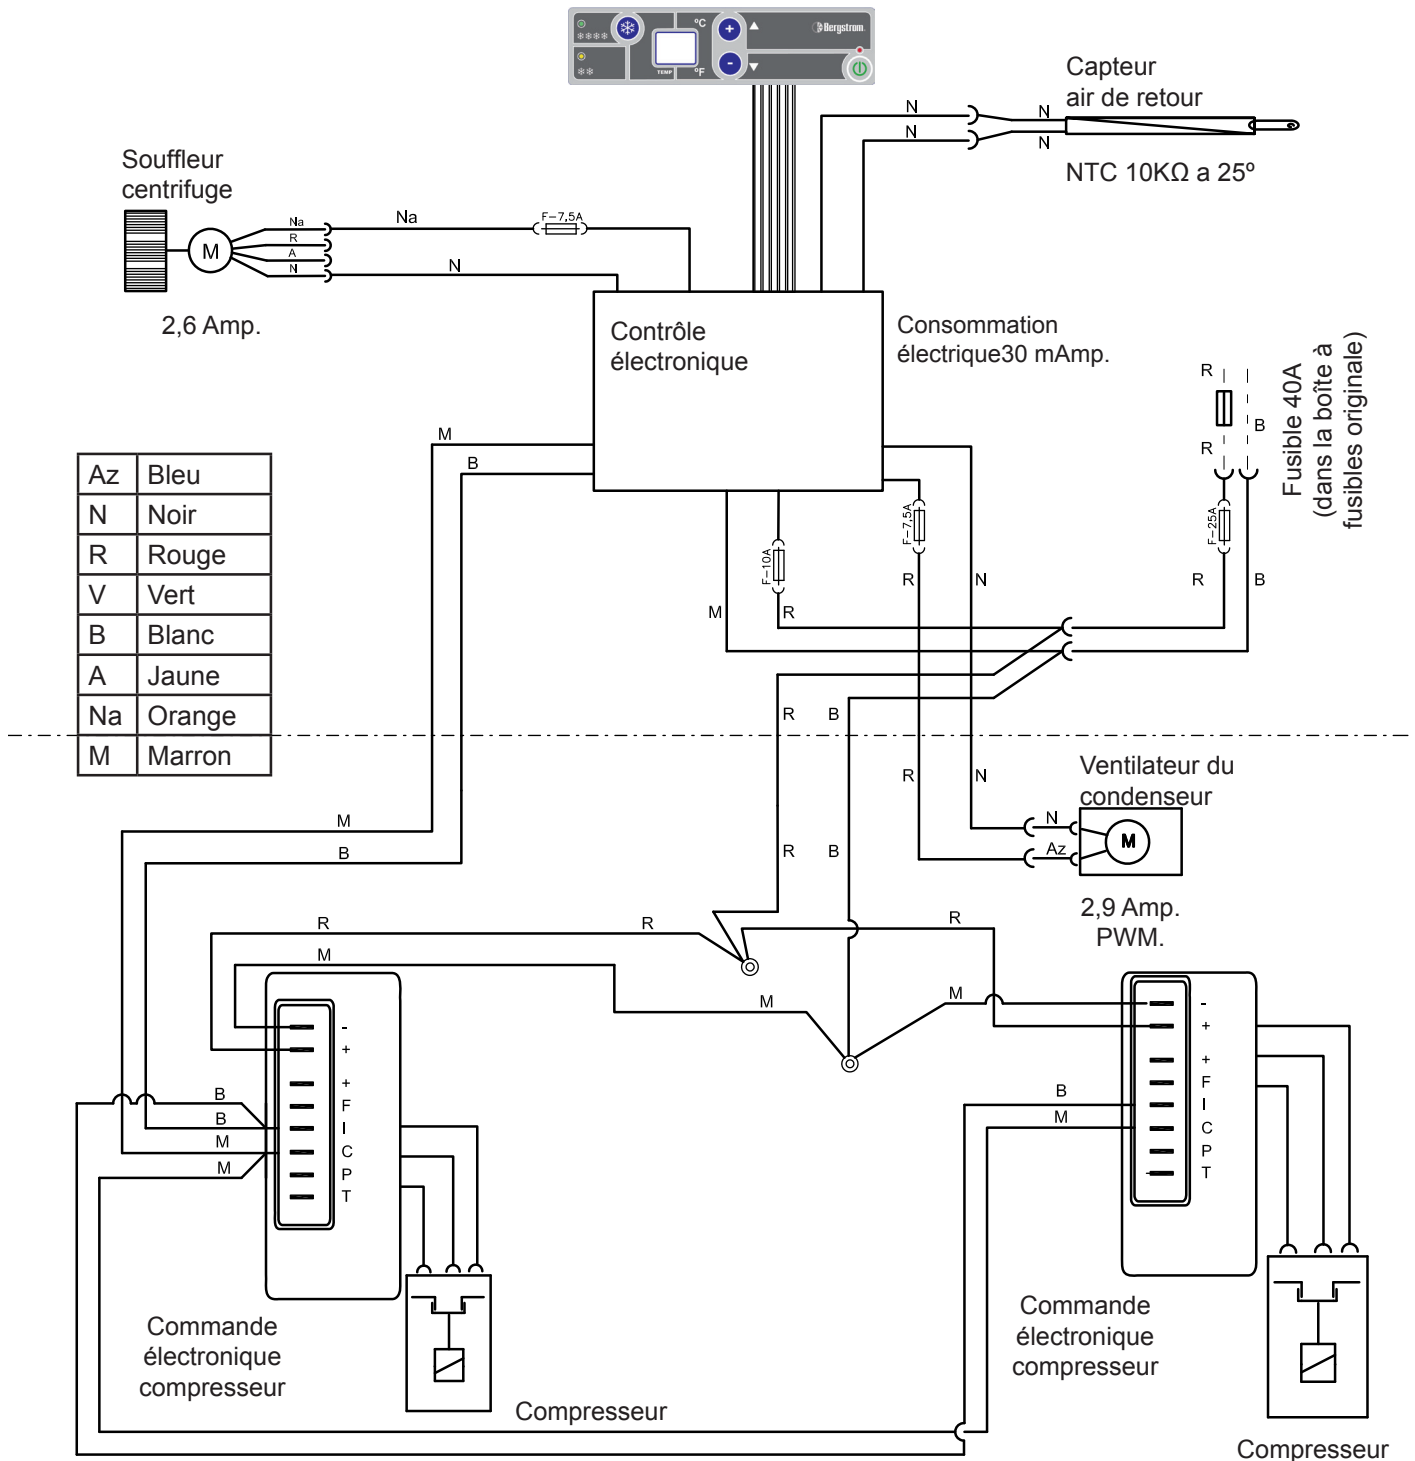 °C
Bergstrom
TEMP
°F
Capteur
air de retour
N
N
N
N
NTC 10KΩ a 25º
Souffleur
centrifuge
Na
R
A
N
M
Na
F-7,5A
N
2,6 Amp.
Contrôle
électronique
Consommation
électrique30 mAmp.
R
R
B
Fusible 40A
(dans la boîte à
fusibles originale)
M
B
Az Bleu
N Noir
R Rouge
V Vert
B Blanc
A Jaune
Na Orange
M Marron
F-10A
F-7,5A
F-25A
R
N
R
B
M
R
R
B
R
N
Ventilateur du
condenseur
N
Az
M
2,9 Amp.
PWM.
M
B
R
B
R
R
R
M
M
M
-
+
+
F
I
C
P
T
B
B
M
M
-
+
+
F
I
C
P
T
B
M
Commande
électronique
compresseur
Compresseur
Commande
électronique
compresseur
Compresseur